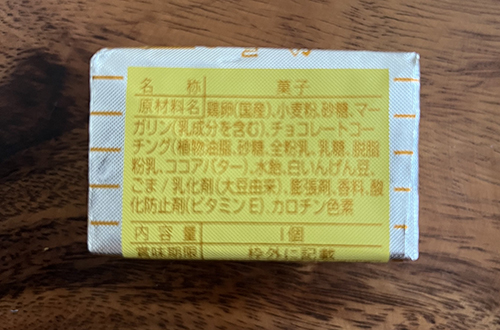 名 称 菓子
原材料名 鶏卵(国産)、小麦粉、砂糖、マー
ガリン(乳成分を含む)、チョコレートコー
チング(植物油脂、砂糖、全粉乳、乳糖、脱脂
粉乳、ココアバター)、水飴、白いんげん豆、
ごま/乳化剤(大豆由来)、膨張剤、香料、酸
化防止剤(ビタミンE)、カロチン色素
内 容 量 1個
賞味期限 枠外に記載